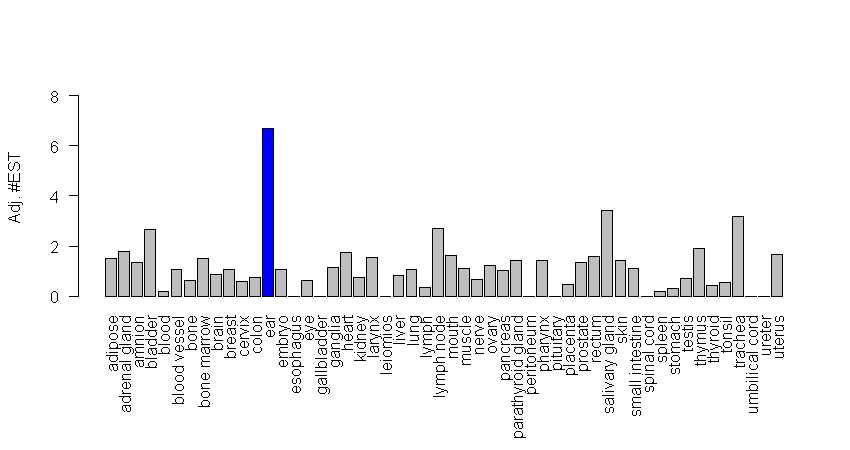 Adj. #EST
8
6
4
2
0
adipose
adrenal gland
amnion
bladder
blood
blood vessel
bone
bone marrow
brain
breast
cervix
colon
ear
embryo
esophagus
eye
gallbladder
ganglia
heart
kidney
larynx
leiomios
liver
lung
lymph
lymph node
mouth
muscle
nerve
ovary
pancreas
parathyroid gland
peritoneum
pharynx
pituitary
placenta
prostate
rectum
salivary gland
skin
small intestine
spinal cord
spleen
stomach
testis
thymus
thyroid
tonsil
trachea
umbilical cord
ureter
uterus